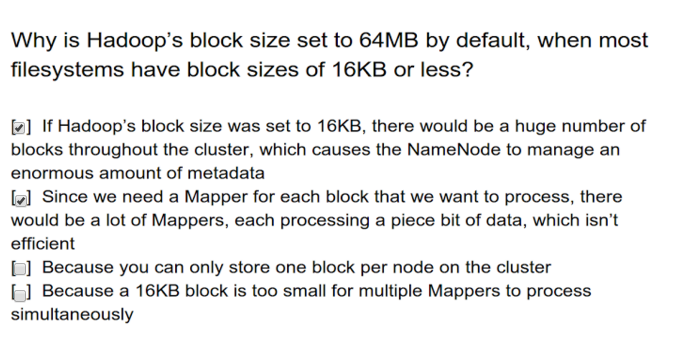 Why is Hadoop’s block size set to 64MB by default, when most
filesystems have block sizes of 16KB or less?
[✓] If Hadoop’s block size was set to 16KB, there would be a huge number of
blocks throughout the cluster, which causes the NameNode to manage an
enormous amount of metadata
[✓] Since we need a Mapper for each block that we want to process, there
would be a lot of Mappers, each processing a piece bit of data, which isn’t
efficient
[ ] Because you can only store one block per node on the cluster
[ ] Because a 16KB block is too small for multiple Mappers to process
simultaneously